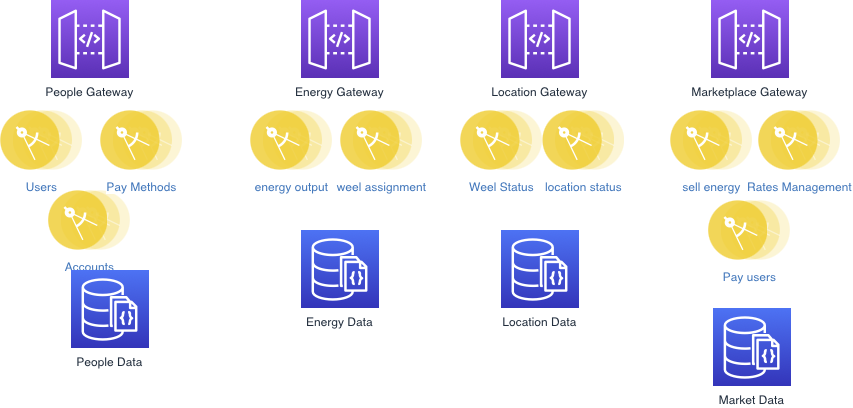 People Gateway
Energy Gateway
Location Gateway
Marketplace Gateway
Users
Pay Methods
energy output
weel assignment
Weel Status
location status
sell energy
Rates Management
Accounts
Pay users
Energy Data
Location Data
People Data
Market Data